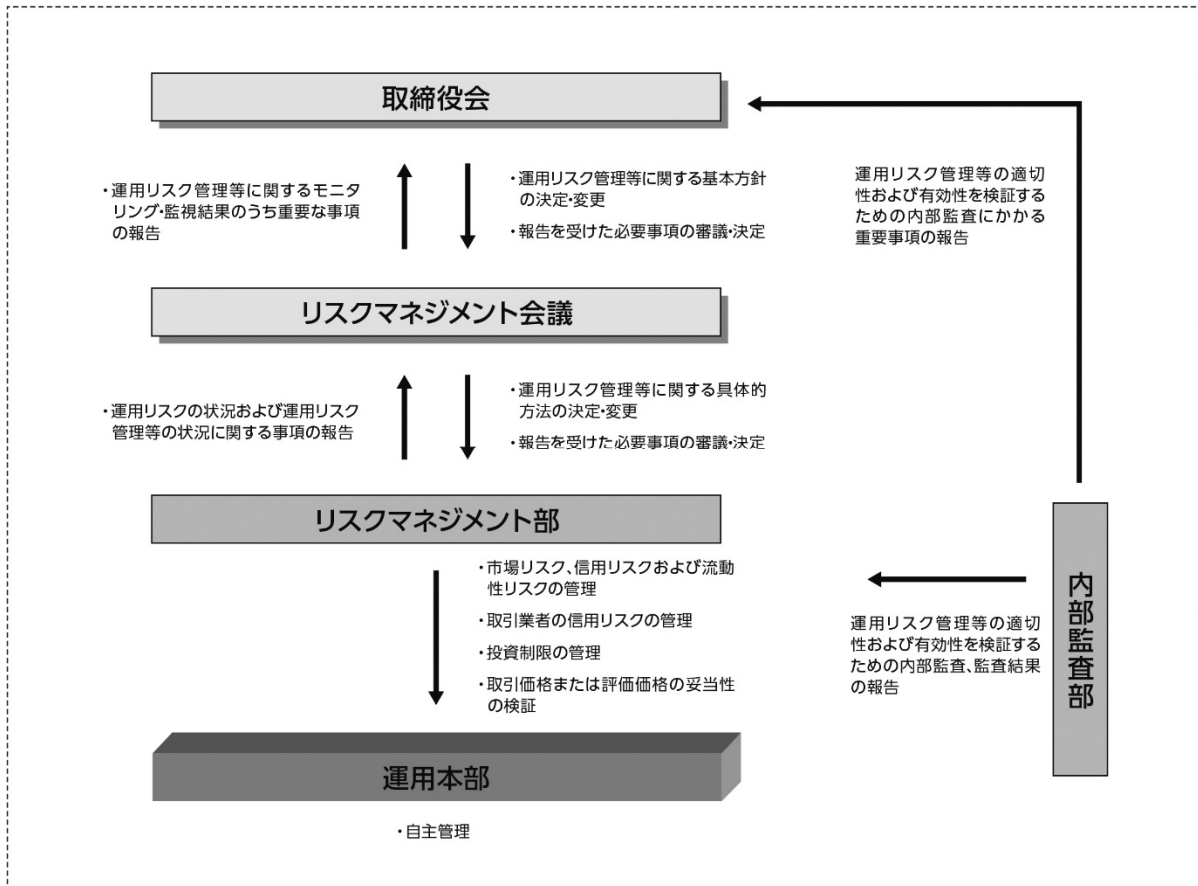 取締役会
・運用リスク管理等に関するモニタ
リング・監視結果のうち重要な事項
の報告
・運用リスク管理等に関する基本方針
の決定・変更
・報告を受けた必要事項の審議・決定
運用リスク管理等の適切
性および有効性を検証する
ための内部監査にかかる
重要事項の報告
リスクマネジメント会議
・運用リスクの状況および運用リスク
管理等の状況に関する事項の報告
・運用リスク管理等に関する具体的
方法の決定・変更
・報告を受けた必要事項の審議・決定
リスクマネジメント部
・市場リスク、信用リスクおよび流動
性リスクの管理
・取引業者の信用リスクの管理
・投資制限の管理
・取引価格または評価価格の妥当性
の検証
運用リスク管理等の適切
性および有効性を検証する
ための内部監査、監査結果
の報告
内部監査部
運用本部
・自主管理